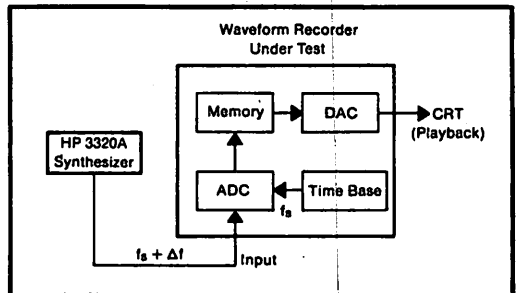 Waveform Recorder
Under Test
Memory
DAC
CRT
(Playback)
HP 3320A
Synthesizer
ADC
Time Base
fs
fs + Δf
Input